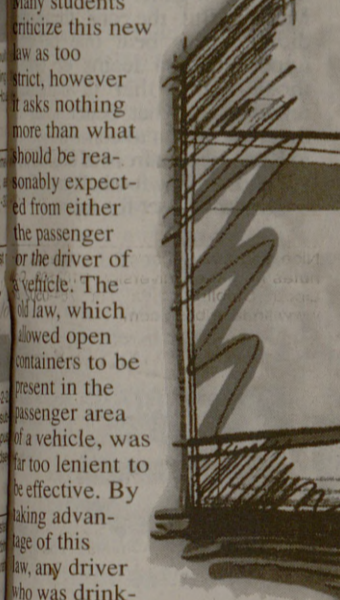 Many students
criticize this new
law as too
strict, however
it asks nothing
more than what
should be rea-
sonably expect-
ed from either
the passenger
or the driver of
a vehicle. The
old law, which
allowed open
containers to be
present in the
passenger area
of a vehicle, was
far too lenient to
be effective. By
taking advan-
tage of this
law, any driver
who was drink-